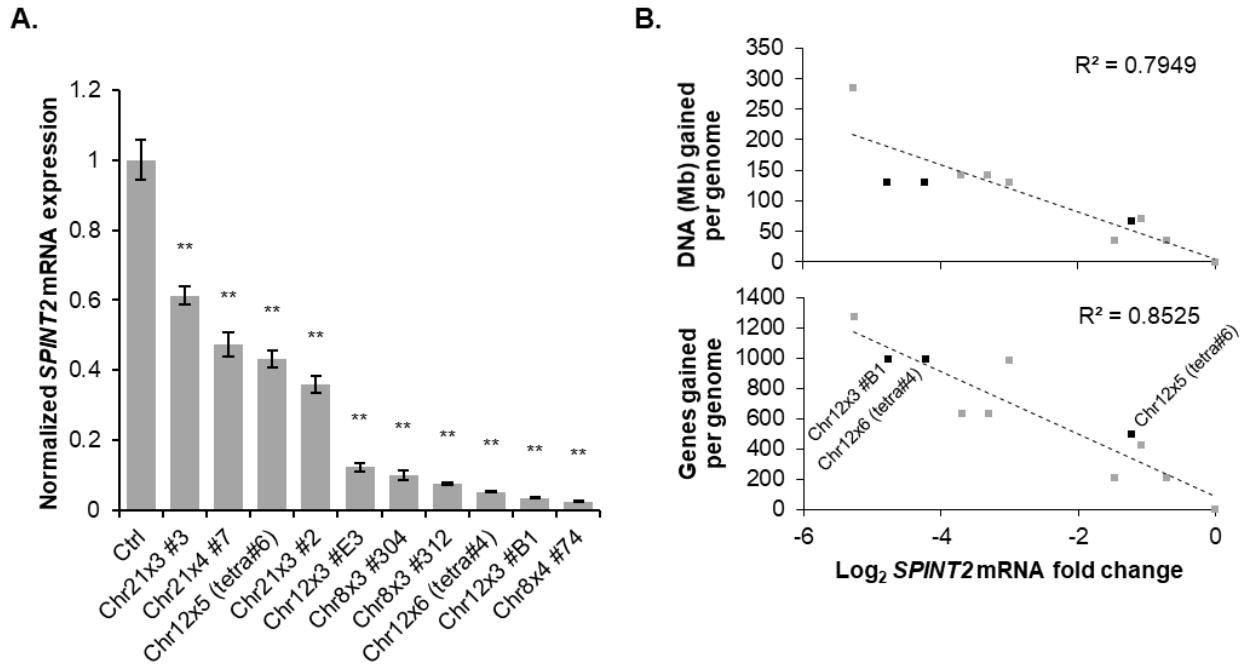 A.
Normalized SPINT2 mRNA expression
1.2
1
0.8
0.6
0.4
0.2
0
**
**
**
**
**
**
**
**
**
**
Ctrl
Chr21x3 #3
Chr21x4 #7
Chr12x5 (tetra#6)
Chr21x3 #2
Chr12x3 #E3
Chr8x3 #304
Chr8x3 #312
Chr12x6 (tetra#4)
Chr12x3 #B1
Chr8x4 #74
B.
DNA (Mb) gained
per genome
350
300
250
200
150
100
50
0
R² = 0.7949
Genes gained
per genome
1400
1200
1000
800
600
400
200
0
R² = 0.8525
Chr12x3 #B1
Chr12x6 (tetra#4)
Chr12x5 (tetra#6)
-6
-4
-2
0
Log₂ SPINT2 mRNA fold change